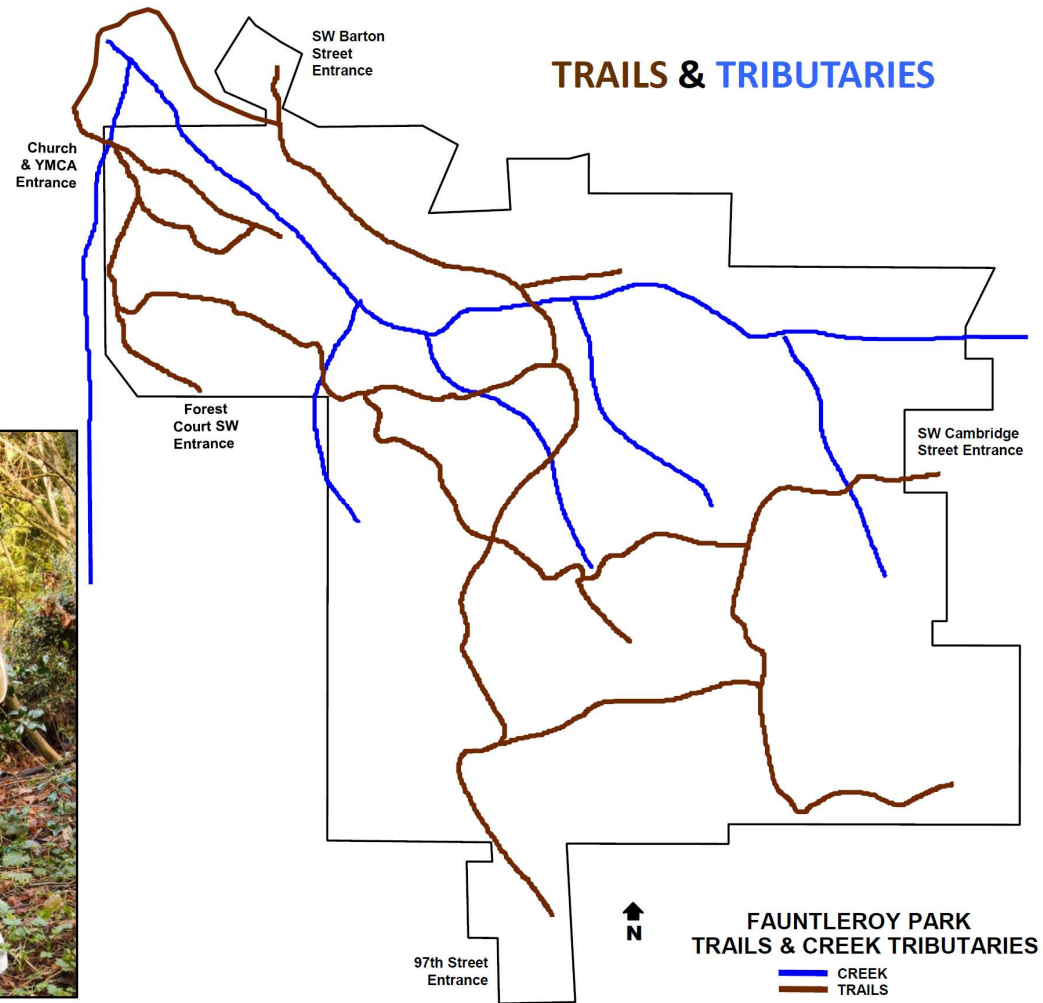 SW Barton
Street
Entrance
TRAILS & TRIBUTARIES
Church
& YMCA
Entrance
Forest
Court SW
Entrance
SW Cambridge
Street Entrance
97th Street
Entrance
N
FAUNTLEROY PARK
TRAILS & CREEK TRIBUTARIES
CREEK
TRAILS